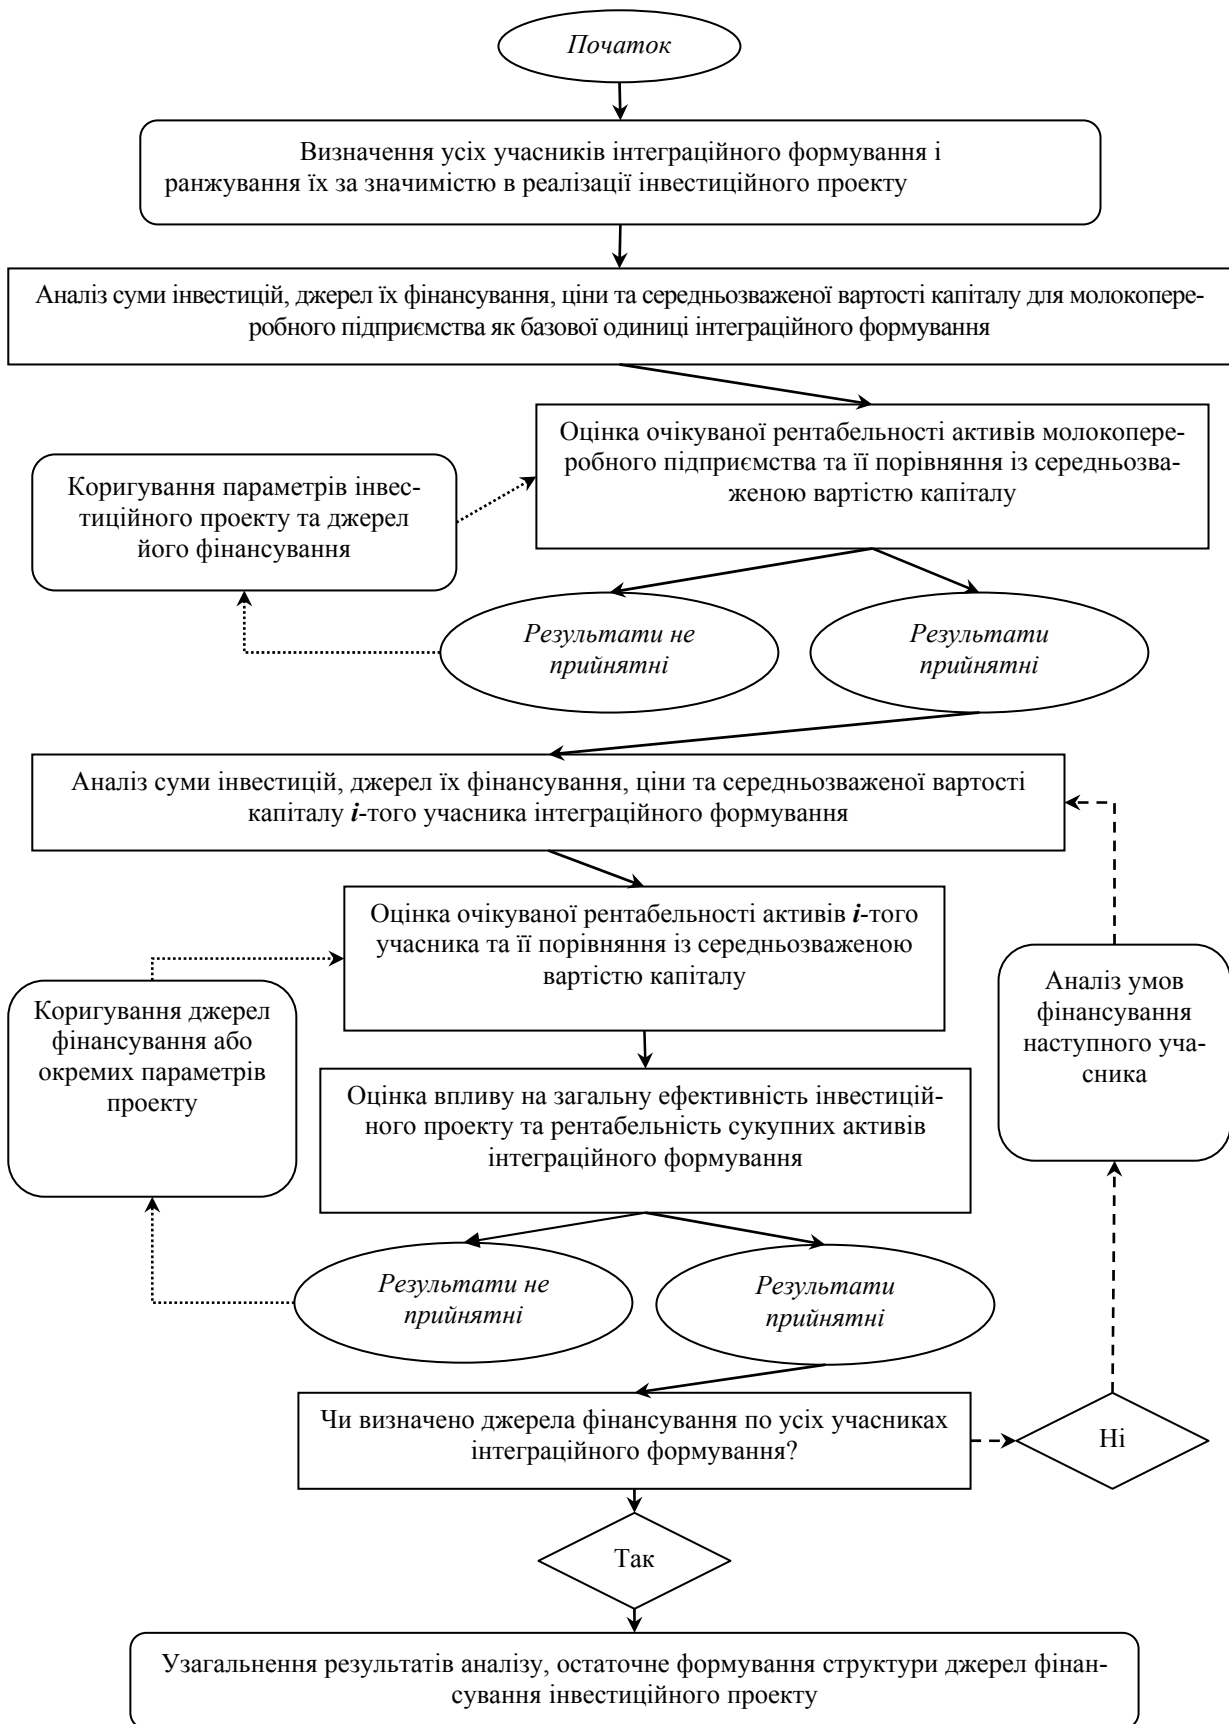 Початок
Визначення усіх учасників інтеграційного формування і
ранжування їх за значимістю в реалізації інвестиційного проекту
Аналіз суми інвестицій, джерел їх фінансування, ціни та середньозваженої вартості капіталу для молокопере-
робного підприємства як базової одиниці інтеграційного формування
Оцінка очікуваної рентабельності активів молокопере-
робного підприємства та її порівняння із середньозва-
женою вартістю капіталу
Коригування параметрів інвес-
тиційного проекту та джерел
його фінансування
Результати не
прийнятні
Результати
прийнятні
Аналіз суми інвестицій, джерел їх фінансування, ціни та середньозваженої вартості
капіталу i-того учасника інтеграційного формування
Оцінка очікуваної рентабельності активів i-того
учасника та її порівняння із середньозваженою
вартістю капіталу
Коригування джерел
фінансування або
окремих параметрів
проекту
Аналіз умов
фінансування
наступного уча-
сника
Оцінка впливу на загальну ефективність інвестицій-
ного проекту та рентабельність сукупних активів
інтеграційного формування
Результати не
прийнятні
Результати
прийнятні
Чи визначено джерела фінансування по усіх учасниках
інтеграційного формування?
Ні
Так
Узагальнення результатів аналізу, остаточне формування структури джерел фінан-
сування інвестиційного проекту